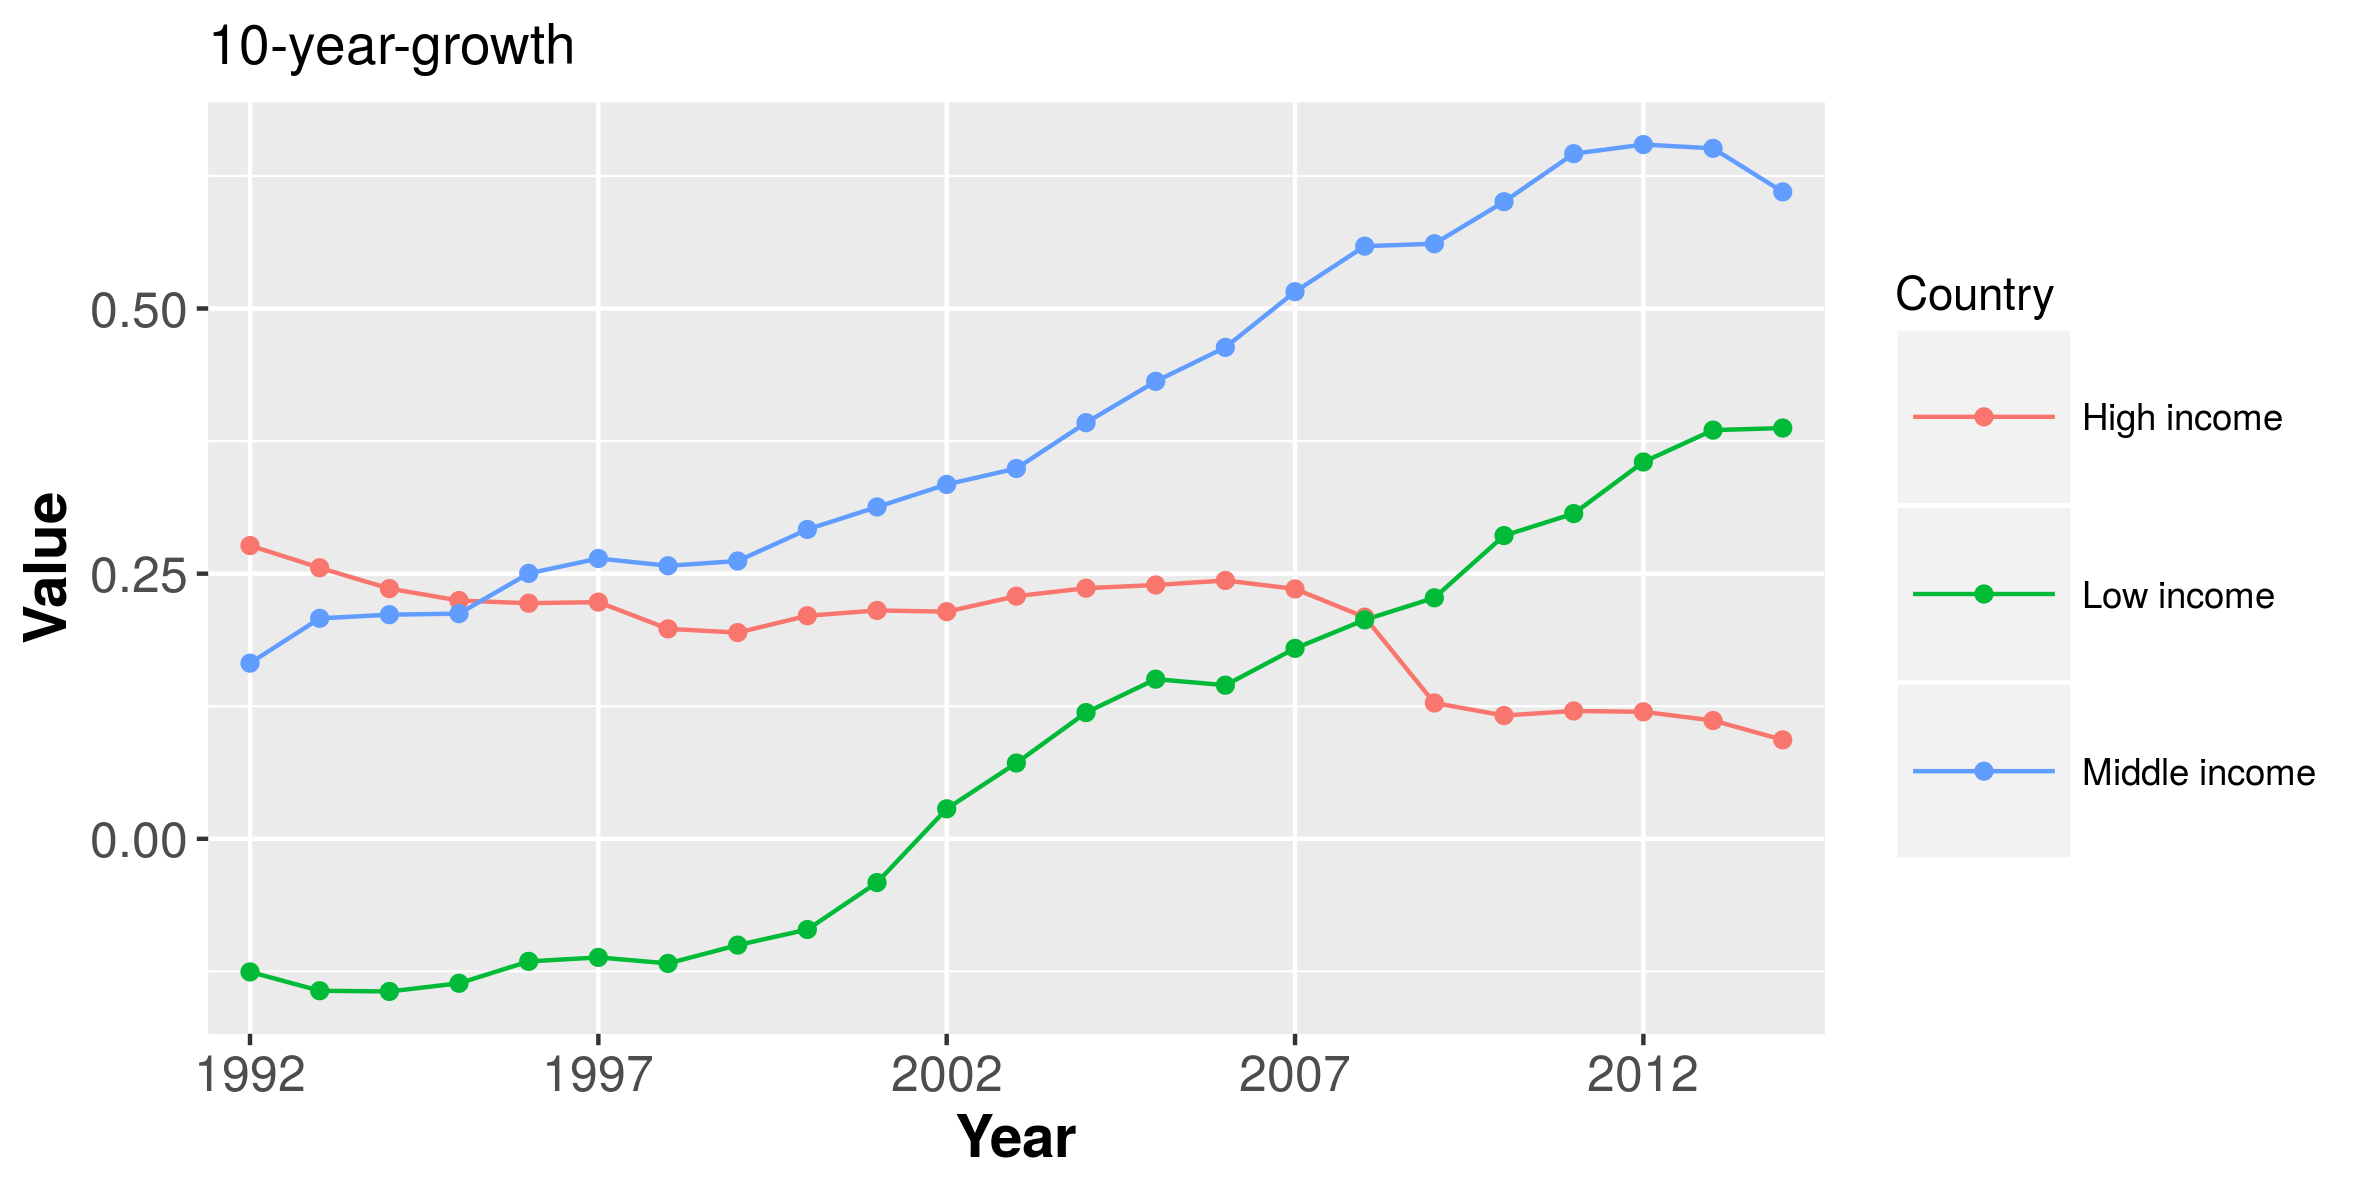 10-year-growth
Value
0.50
0.25
0.00
1992 1997 2002 2007 2012
Year
Country
High income
Low income
Middle income